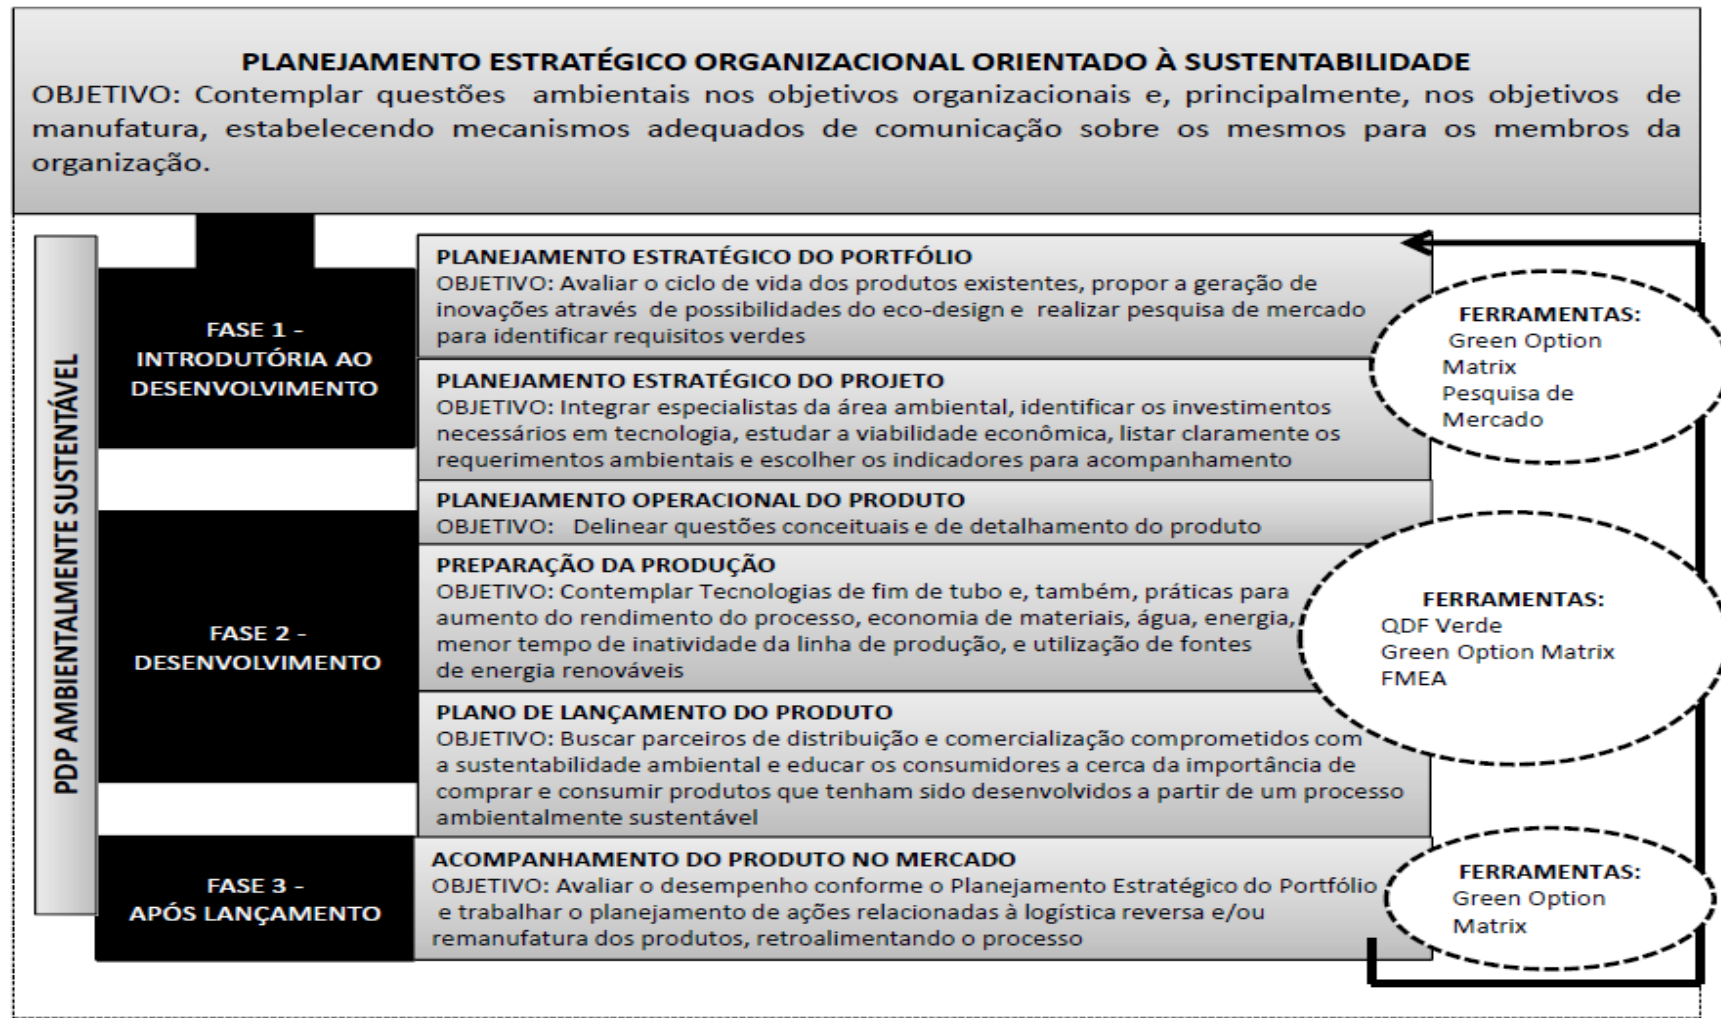 PLANEJAMENTO ESTRATÉGICO ORGANIZACIONAL ORIENTADO À SUSTENTABILIDADE
OBJETIVO: Contemplar questões ambientais nos objetivos organizacionais e, principalmente, nos objetivos de
manufatura, estabelecendo mecanismos adequados de comunicação sobre os mesmos para os membros da
organização.
PDP AMBIENTALMENTE SUSTENTÁVEL
FASE 1 -
INTRODUTÓRIA AO
DESENVOLVIMENTO
PLANEJAMENTO ESTRATÉGICO DO PORTFÓLIO
OBJETIVO: Avaliar o ciclo de vida dos produtos existentes, propor a geração de
inovações através de possibilidades do eco-design e realizar pesquisa de mercado
para identificar requisitos verdes
PLANEJAMENTO ESTRATÉGICO DO PROJETO
OBJETIVO: Integrar especialistas da área ambiental, identificar os investimentos
necessários em tecnologia, estudar a viabilidade econômica, listar claramente os
requerimentos ambientais e escolher os indicadores para acompanhamento
FERRAMENTAS:
Green Option
Matrix
Pesquisa de
Mercado
FASE 2 -
DESENVOLVIMENTO
PLANEJAMENTO OPERACIONAL DO PRODUTO
OBJETIVO: Delinear questões conceituais e de detalhamento do produto
PREPARAÇÃO DA PRODUÇÃO
OBJETIVO: Contemplar Tecnologias de fim de tubo e, também, práticas para
aumento do rendimento do processo, economia de materiais, água, energia,
menor tempo de inatividade da linha de produção, e utilização de fontes
de energia renováveis
PLANO DE LANÇAMENTO DO PRODUTO
OBJETIVO: Buscar parceiros de distribuição e comercialização comprometidos com
a sustentabilidade ambiental e educar os consumidores a cerca da importância de
comprar e consumir produtos que tenham sido desenvolvidos a partir de um processo
ambientalmente sustentável
FERRAMENTAS:
QDF Verde
Green Option Matrix
FMEA
FASE 3 -
APÓS LANÇAMENTO
ACOMPANHAMENTO DO PRODUTO NO MERCADO
OBJETIVO: Avaliar o desempenho conforme o Planejamento Estratégico do Portfólio
e trabalhar o planejamento de ações relacionadas à logística reversa e/ou
remanufatura dos produtos, retroalimentando o processo
FERRAMENTAS:
Green Option
Matrix